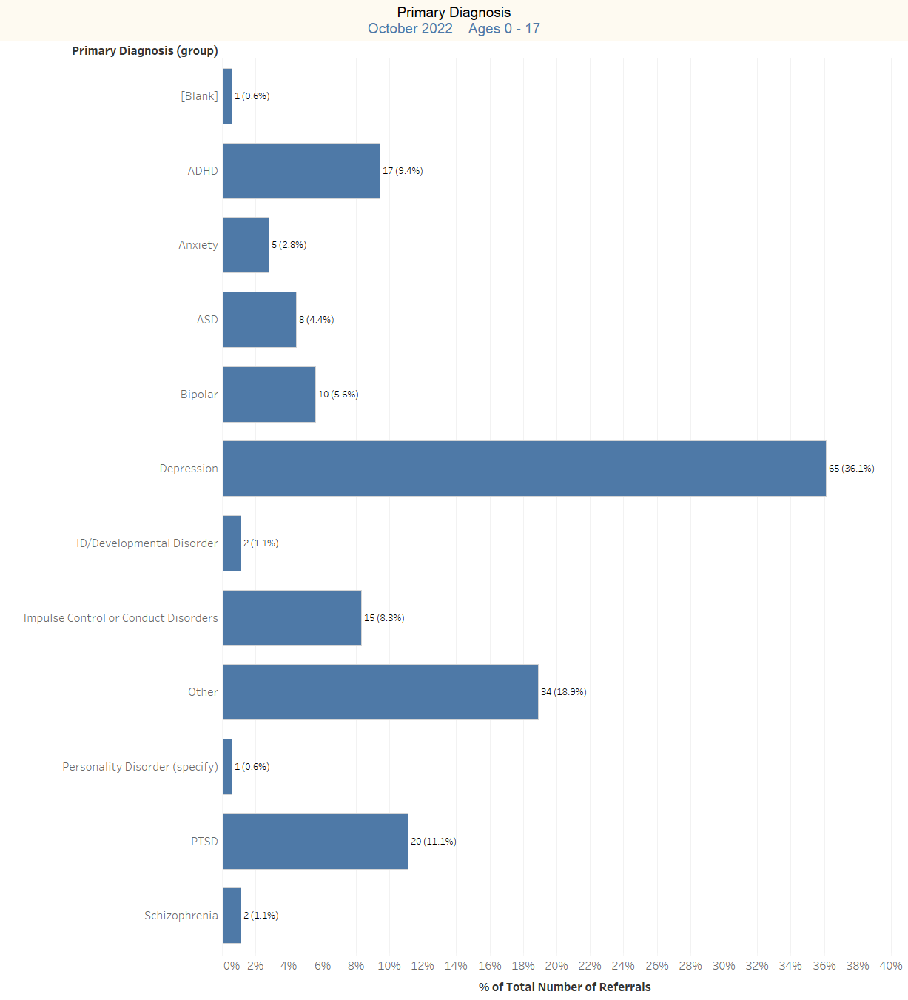 Primary Diagnosis
October 2022 Ages 0 - 17
Primary Diagnosis (group)
[Blank] 1 (0.6%)
ADHD 17 (9.4%)
Anxiety 5 (2.8%)
ASD 8 (4.4%)
Bipolar 10 (5.6%)
Depression 65 (36.1%)
ID/Developmental Disorder 2 (1.1%)
Impulse Control or Conduct Disorders 15 (8.3%)
Other 34 (18.9%)
Personality Disorder (specify) 1 (0.6%)
PTSD 20 (11.1%)
Schizophrenia 2 (1.1%)
0% 2% 4% 6% 8% 10% 12% 14% 16% 18% 20% 22% 24% 26% 28% 30% 32% 34% 36% 38% 40%
% of Total Number of Referrals